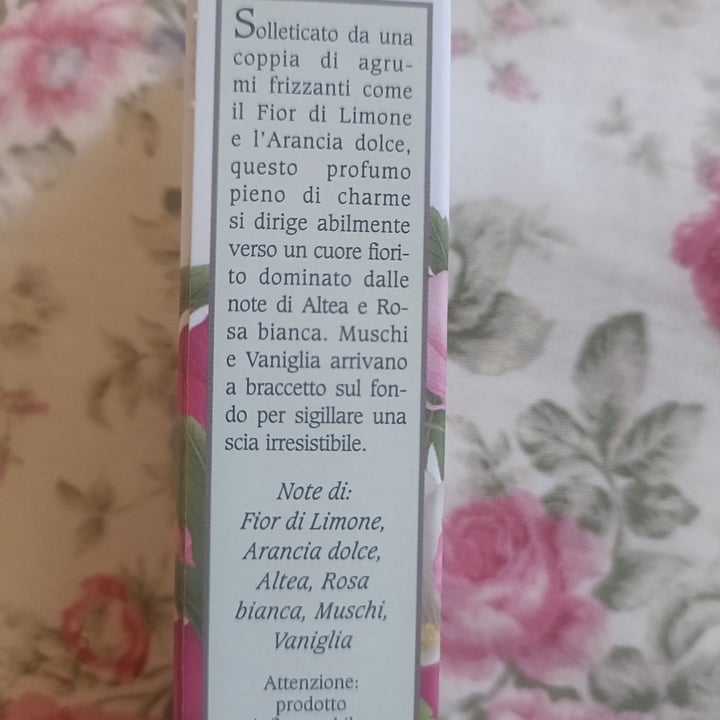 Solleticato da una
coppia di agru-
mi frizzanti come
il Fior di Limone
e l'Arancia dolce,
questo profumo
pieno di charme
si dirige abilmente
verso un cuore fiori-
to dominato dalle
note di Altea e Ro-
sa bianca. Muschi
e Vaniglia arrivano
a braccetto sul fon-
do per sigillare una
scia irresistibile.
Note di:
Fior di Limone,
Arancia dolce,
Altea, Rosa
bianca, Muschi,
Vaniglia
Attenzione:
prodotto